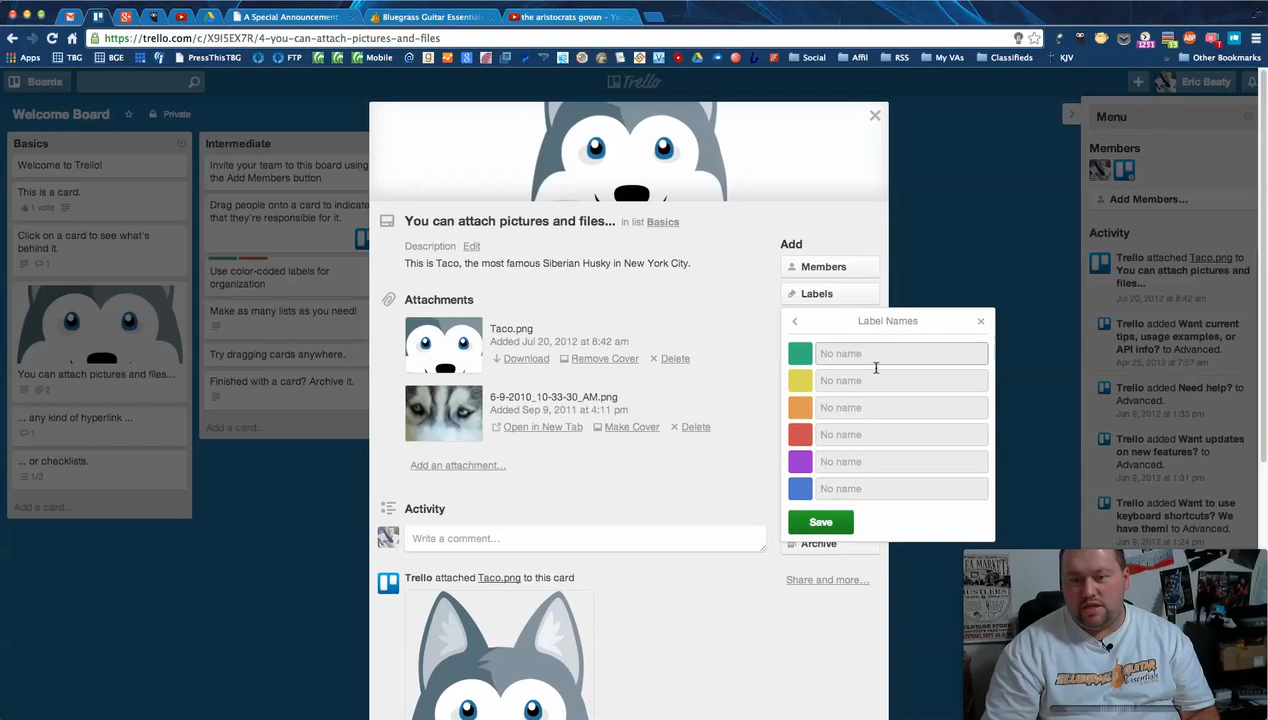 A Special Announcement
Bluegrass Guitar Essential
the aristocrats govan - You
https://trello.com/c/X9I5EX7R/4-you-can-attach-pictures-and-files
Apps TBG BGE PressThisTBG FTP Mobile Social Affil RSS My VAs Classifieds KJV Other Bookmarks
1251
Boards
Trello
Eric Beaty
Welcome Board
Private
Basics
Welcome to Trello!
This is a card.
1 vote
Click on a card to see what's
behind it.
1
You can attach pictures and files...
2
... any kind of hyperlink ...
1
... or checklists.
1/3
Add a card...
Intermediate
Invite your team to this board using
the Add Members button
Drag people onto a card to indicate
that they're responsible for it.
Use color-coded labels for
organization
Make as many lists as you need!
Try dragging cards anywhere.
Finished with a card? Archive it.
Add a card...
You can attach pictures and files... in list Basics
Description Edit
This is Taco, the most famous Siberian Husky in New York City.
Attachments
Taco.png
Added Jul 20, 2012 at 8:42 am
Download Remove Cover Delete
6-9-2010_10-33-30_AM.png
Added Sep 9, 2011 at 4:11 pm
Open in New Tab Make Cover Delete
Add an attachment...
Activity
Write a comment...
Trello attached Taco.png to this card
Add
Members
Labels
Label Names
No name
No name
No name
No name
No name
No name
Save
Archive
Share and more...
Menu
Members
Add Members...
Activity
Trello attached Taco.png to
You can attach pictures and
files...
Jul 20, 2012 at 8:42 am
Trello added Want current
tips, usage examples, or
API info? to Advanced.
Apr 25, 2012 at 7:57 am
Trello added Need help? to
Advanced.
Jan 9, 2012 at 1:33 pm
Trello added Want updates
on new features? to
Advanced.
Jan 9, 2012 at 1:31 pm
Trello added Want to use
keyboard shortcuts? We
have them! to Advanced.
Jan 9, 2012 at 1:24 pm
HUSTLERS
BLUEGRASS GUITAR
Essentials